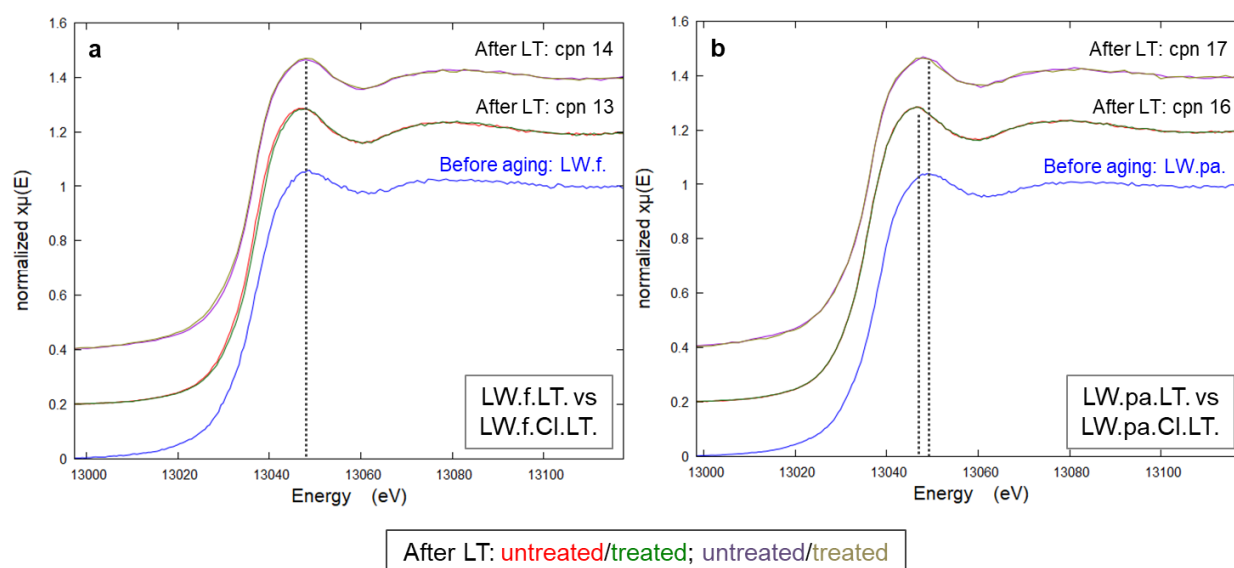 a
After LT: cpn 14
After LT: cpn 13
Before aging: LW.f.
LW.f.LT. vs
LW.f.Cl.LT.
normalized xμ(E)
1.6
1.4
1.2
1
0.8
0.6
0.4
0.2
0
13000
13020
13040
13060
13080
13100
Energy (eV)
b
After LT: cpn 17
After LT: cpn 16
Before aging: LW.pa.
LW.pa.LT. vs
LW.pa.Cl.LT.
normalized xμ(E)
1.6
1.4
1.2
1
0.8
0.6
0.4
0.2
0
13000
13020
13040
13060
13080
13100
Energy (eV)
After LT: untreated/treated; untreated/treated